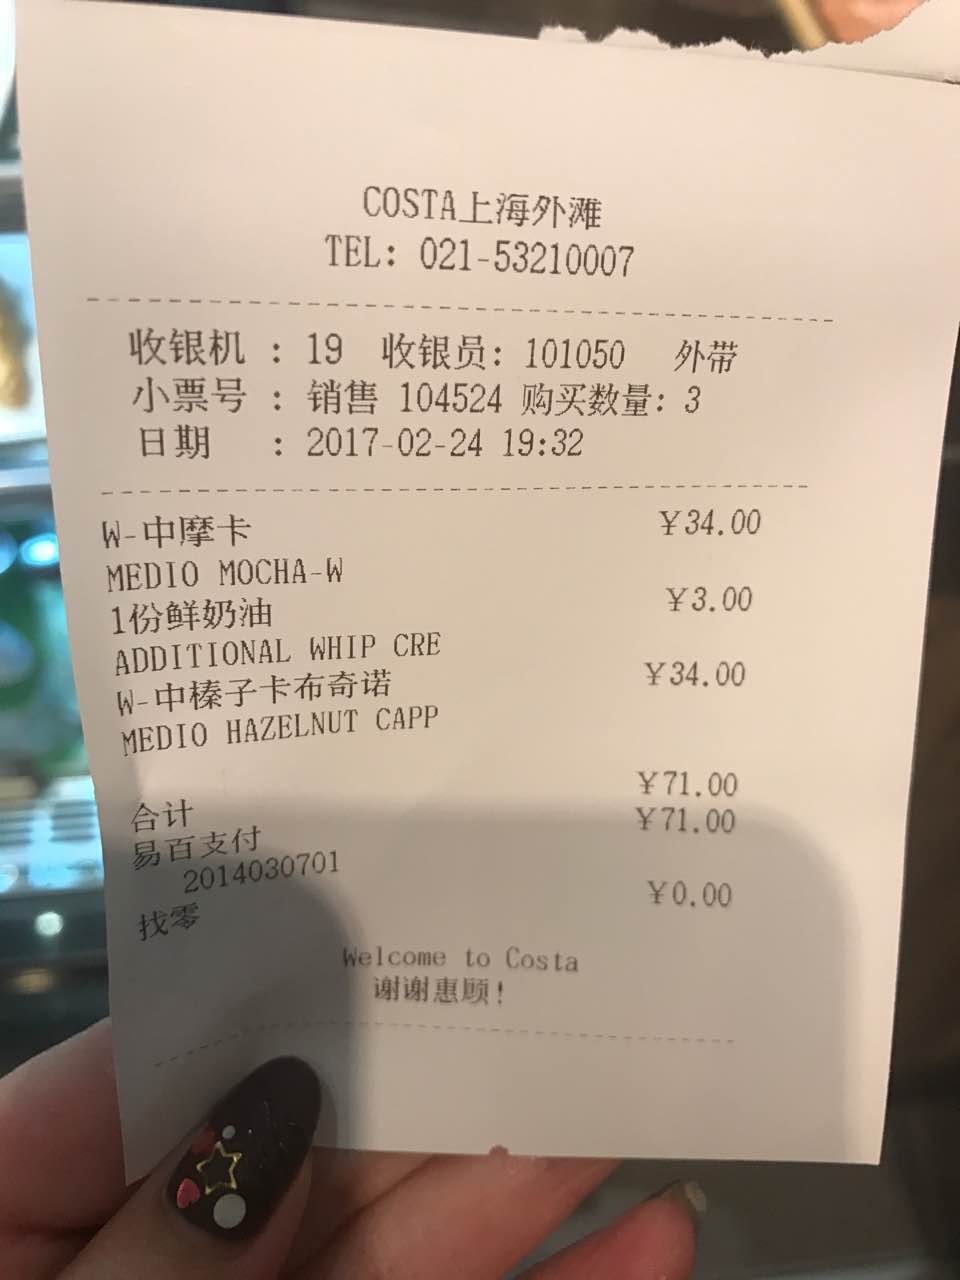 COSTA上海外滩
TEL: 021-53210007
收银机 : 19 收银员: 101050 外带
小票号 : 销售 104524 购买数量: 3
日期 : 2017-02-24 19:32
W-中摩卡 ¥34.00
MEDIO MOCHA-W
1份鲜奶油 ¥3.00
ADDITIONAL WHIP CRE
W-中榛子卡布奇诺 ¥34.00
MEDIO HAZELNUT CAPP
合计 ¥71.00
易百支付 ¥71.00
2014030701
找零 ¥0.00
Welcome to Costa
谢谢惠顾!